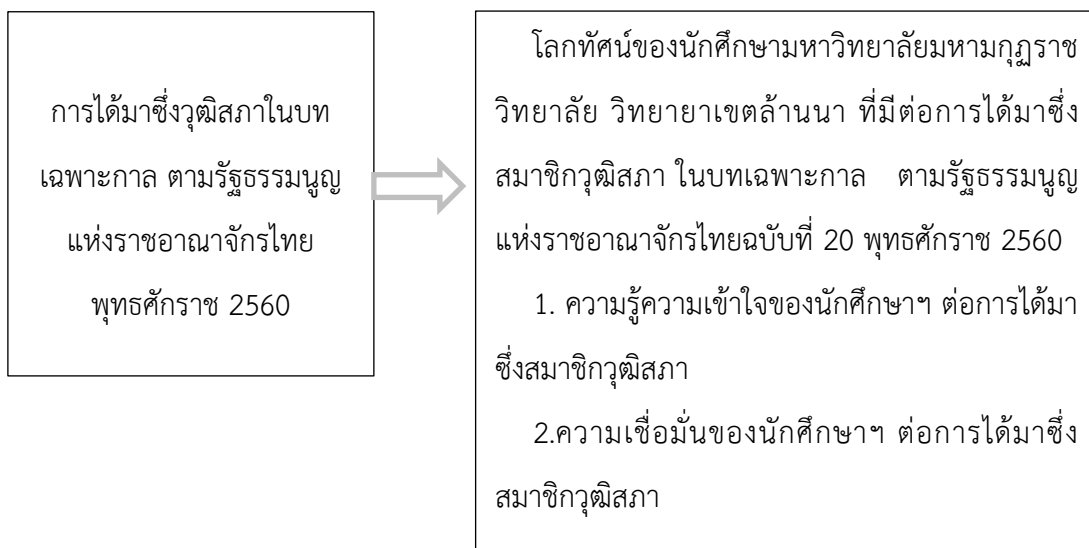 การได้มาซึ่งวุฒิสภาในบท
เฉพาะกาล ตามรัฐธรรมนูญ
แห่งราชอาณาจักรไทย
พุทธศักราช 2560
โลกทัศน์ของนักศึกษามหาวิทยาลัยมหามกุฏราช
วิทยาลัย วิทยายาเขตล้านนา ที่มีต่อการได้มาซึ่ง
สมาชิกวุฒิสภา ในบทเฉพาะกาล ตามรัฐธรรมนูญ
แห่งราชอาณาจักรไทยฉบับที่ 20 พุทธศักราช 2560
1. ความรู้ความเข้าใจของนักศึกษาฯ ต่อการได้มา
ซึ่งสมาชิกวุฒิสภา
2.ความเชื่อมั่นของนักศึกษาฯ ต่อการได้มาซึ่ง
สมาชิกวุฒิสภา